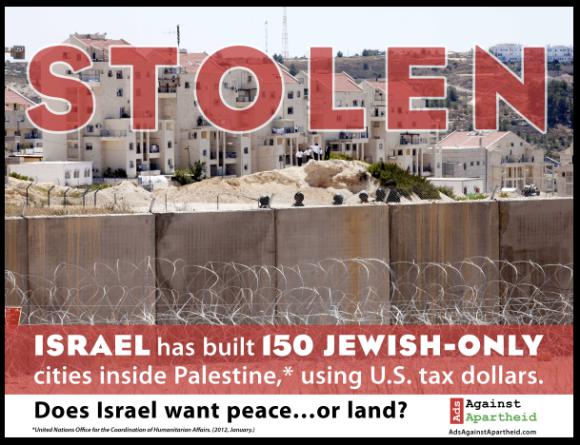 STOLEN
ISRAEL has built 150 JEWISH-ONLY
cities inside Palestine,* using U.S. tax dollars.
Does Israel want peace...or land?
*United Nations Office for the Coordination of Humanitarian Affairs. (2012, January.)
Ads Against Apartheid
AdsAgainstApartheid.com